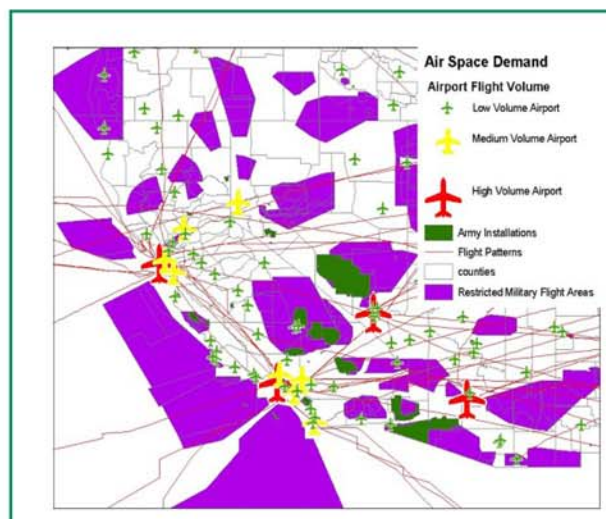 Air Space Demand
Airport Flight Volume
Low Volume Airport
Medium Volume Airport
High Volume Airport
Army Installations
Flight Patterns
counties
Restricted Military Flight Areas